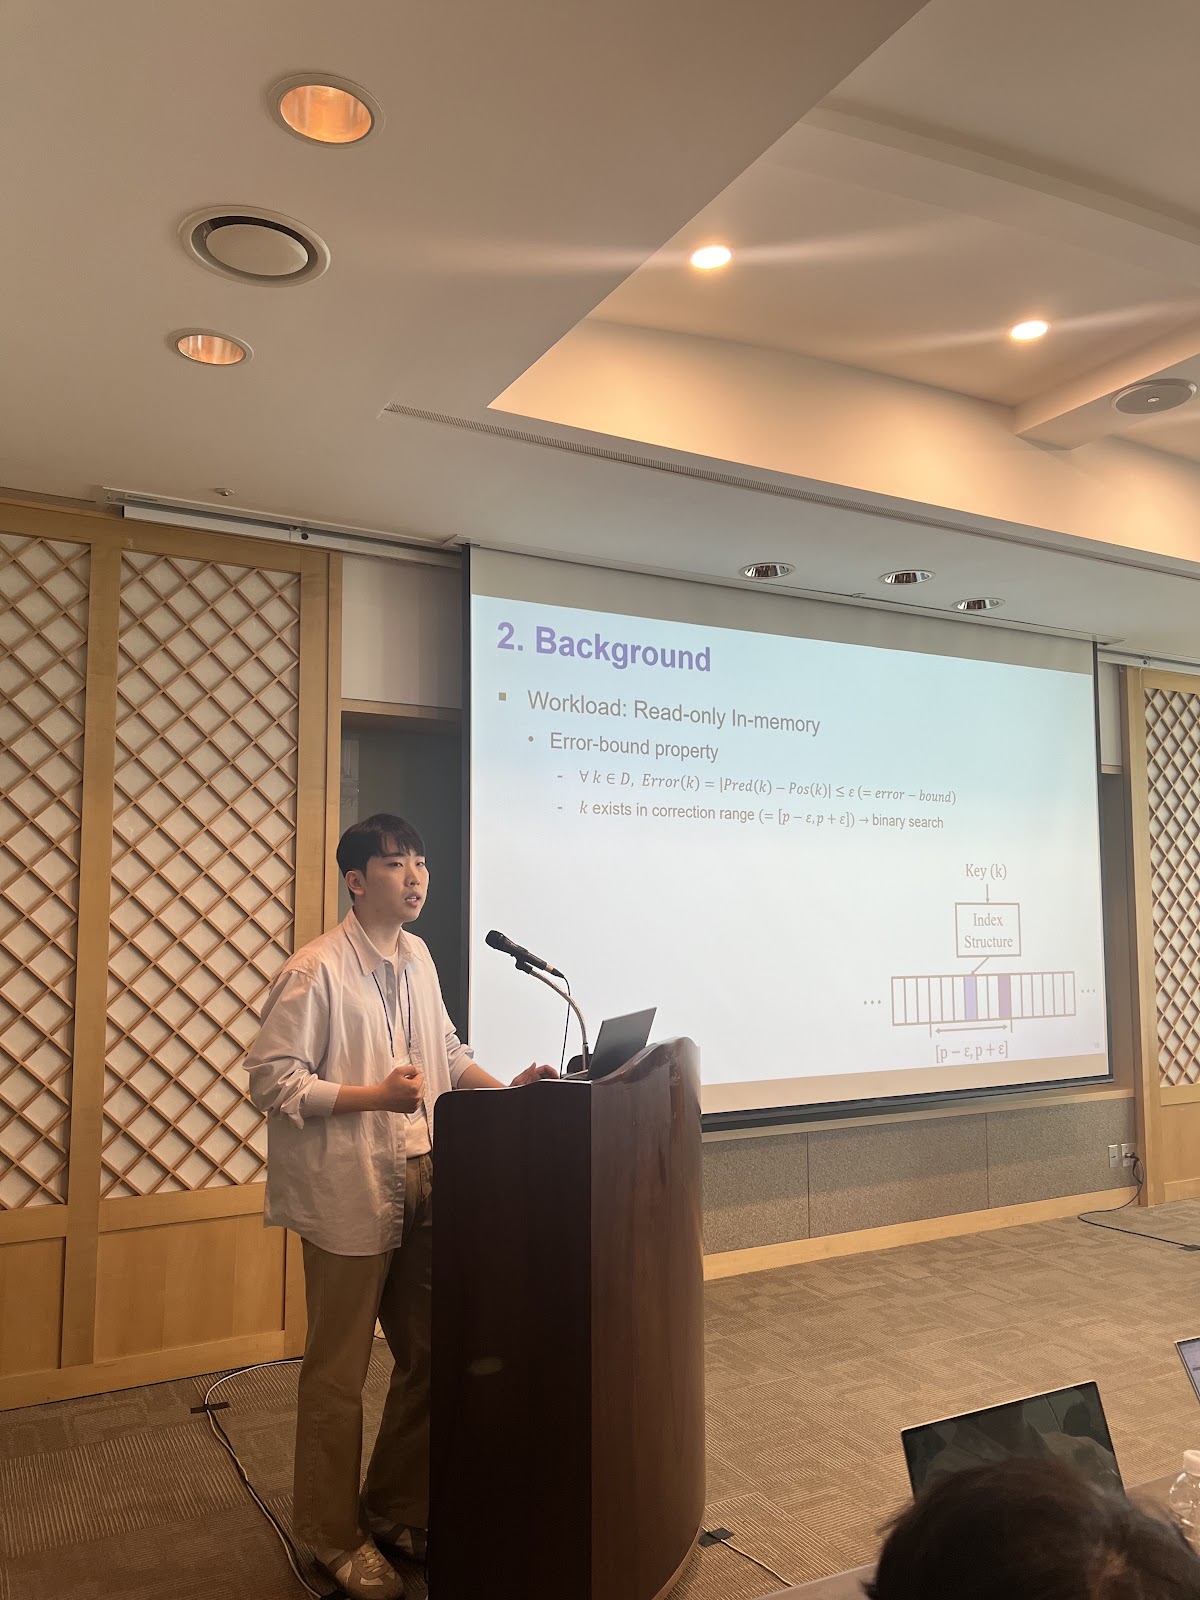 2. Background
▪ Workload: Read-only In-memory
• Error-bound property
- ∀ k ∈ D, Error(k) = |Pred(k) − Pos(k)| ≤ ε (= error − bound)
- k exists in correction range (= [p − ε, p + ε]) → binary search
Key (k)
Index
Structure
... ...
[p − ε, p + ε]